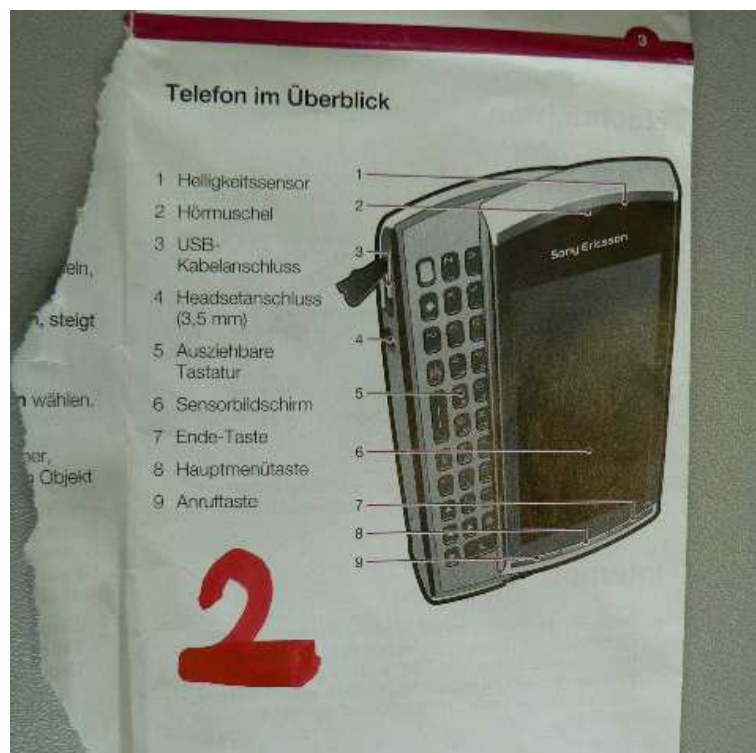 3
Telefon im Überblick
1 Helligkeitssensor
2 Hörmuschel
3 USB-
Kabelanschluss
4 Headsetanschluss
(3,5 mm)
5 Ausziehbare
Tastatur
6 Sensorbildschirm
7 Ende-Taste
8 Hauptmenütaste
9 Anruftaste
1
2
3
4
5
6
7
8
9
Sony Ericsson
steigt
wählen.
Objekt
2